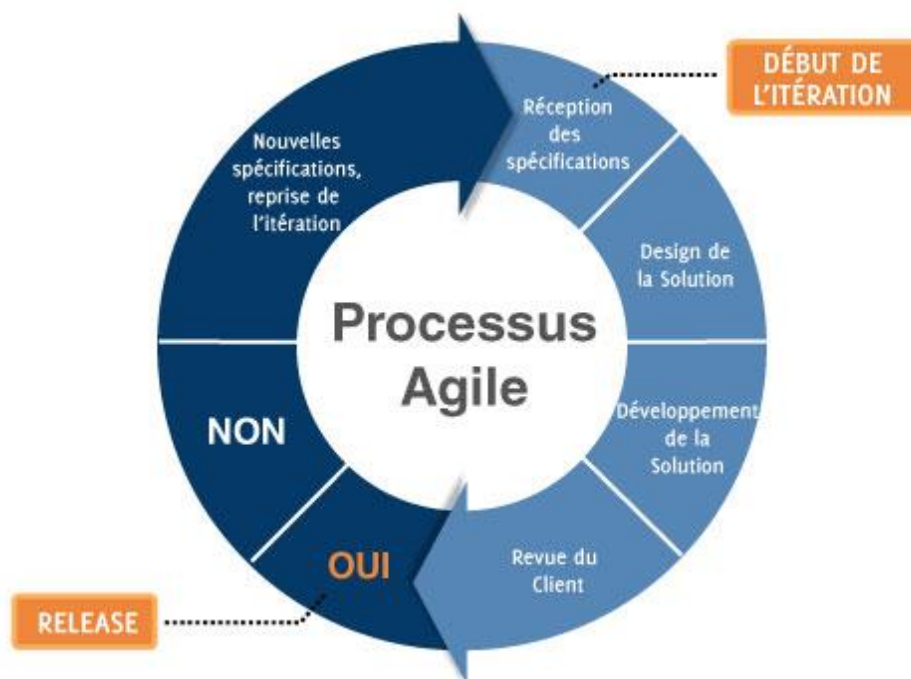 DÉBUT DE
L'ITÉRATION
Réception
des
spécifications
Design de
la Solution
Développement
de la
Solution
Revue du
Client
OUI
RELEASE
NON
Nouvelles
spécifications,
reprise de
l'itération
Processus
Agile